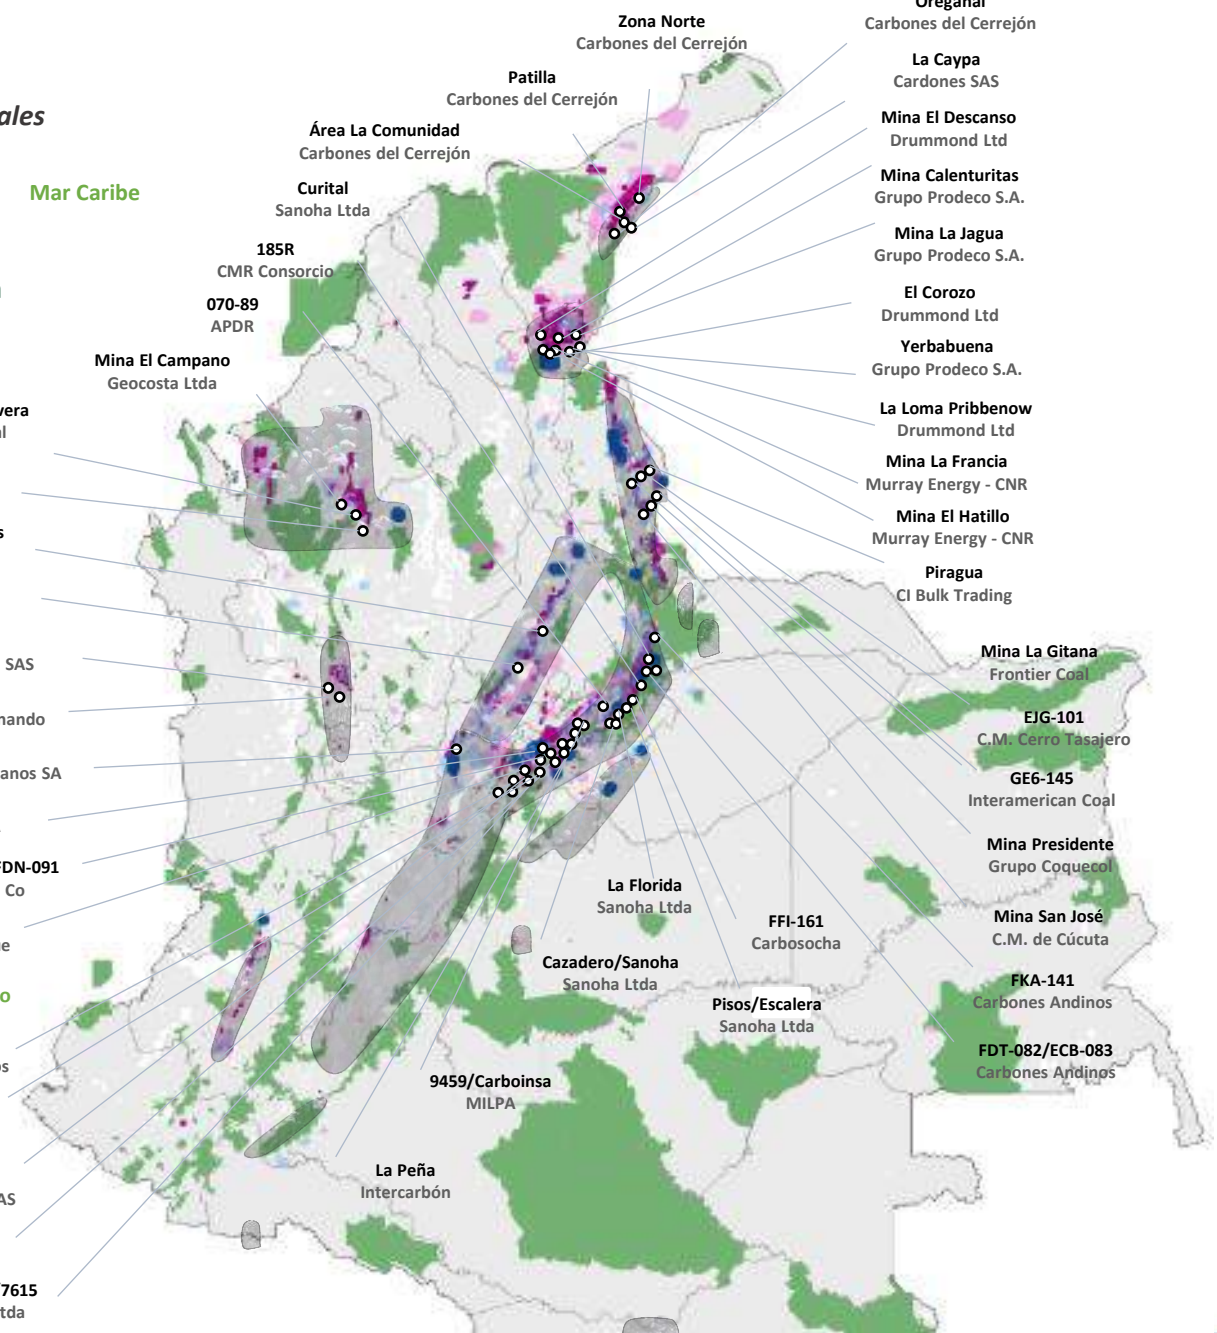 Oreganal
Carbones del Cerrejón
Zona Norte
Carbones del Cerrejón
La Caypa
Cardones SAS
Patilla
Carbones del Cerrejón
ales
Mina El Descanso
Drummond Ltd
Área La Comunidad
Carbones del Cerrejón
Mar Caribe
Mina Calenturitas
Grupo Prodeco S.A.
Curital
Sanoha Ltda
Mina La Jagua
Grupo Prodeco S.A.
185R
CMR Consorcio
El Corozo
Drummond Ltd
070-89
APDR
Yerbabuena
Grupo Prodeco S.A.
Mina El Campano
Geocosta Ltda
La Loma Pribbenow
Drummond Ltd
vera
al
Mina La Francia
Murray Energy - CNR
Mina El Hatillo
Murray Energy - CNR
s
Piragua
CI Bulk Trading
SAS
Mina La Gitana
Frontier Coal
nando
EJG-101
C.M. Cerro Tasajero
anos SA
GE6-145
Interamerican Coal
Mina Presidente
Grupo Coquecol
FDN-091
Co
La Florida
Sanoha Ltda
FFI-161
Carbosocha
Mina San José
C.M. de Cúcuta
e
Cazadero/Sanoha
Sanoha Ltda
FKA-141
Carbones Andinos
o
Pisos/Escalera
Sanoha Ltda
FDT-082/ECB-083
Carbones Andinos
os
9459/Carboinsa
MILPA
La Peña
Intercarbón
AS
7615
tda